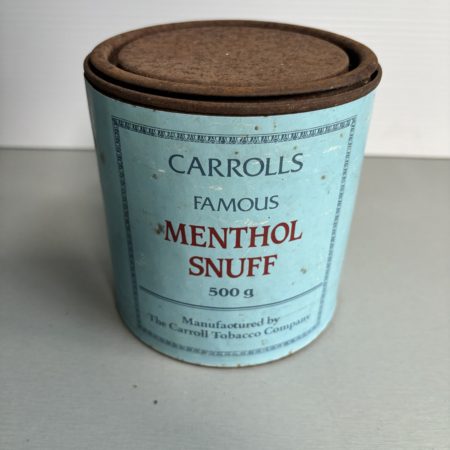 CARROLLS
FAMOUS
MENTHOL
SNUFF
500 g
Manufactured by
The Carroll Tobacco Company